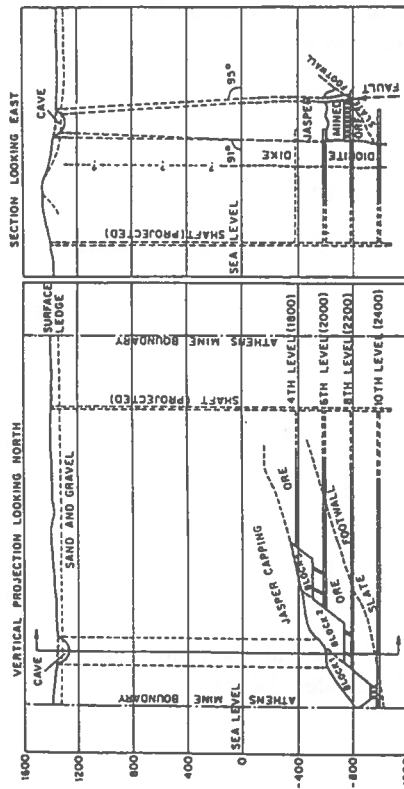 SECTION LOOKING EAST
CAVE
95°
91°
SEA LEVEL
SHAFT (PROJECTED)
DIKE
DIORITE
JASPER
MINED
ORE
SLATE
FOOTWALL
FAULT
VERTICAL PROJECTION LOOKING NORTH
CAVE
SURFACE
LEDGE
SAND AND GRAVEL
ATHENS
MINE
BOUNDARY
SEA LEVEL
ATHENS MINE BOUNDARY
SHAFT (PROJECTED)
JASPER CAPPING
ORE
BLOCK 1
BLOCK 2
BLOCK 3
ORE
FOOTWALL
SLATE
4TH LEVEL (1800)
6TH LEVEL (2000)
8TH LEVEL (2200)
10TH LEVEL (2400)
1600
1200
800
400
0
-400
-800